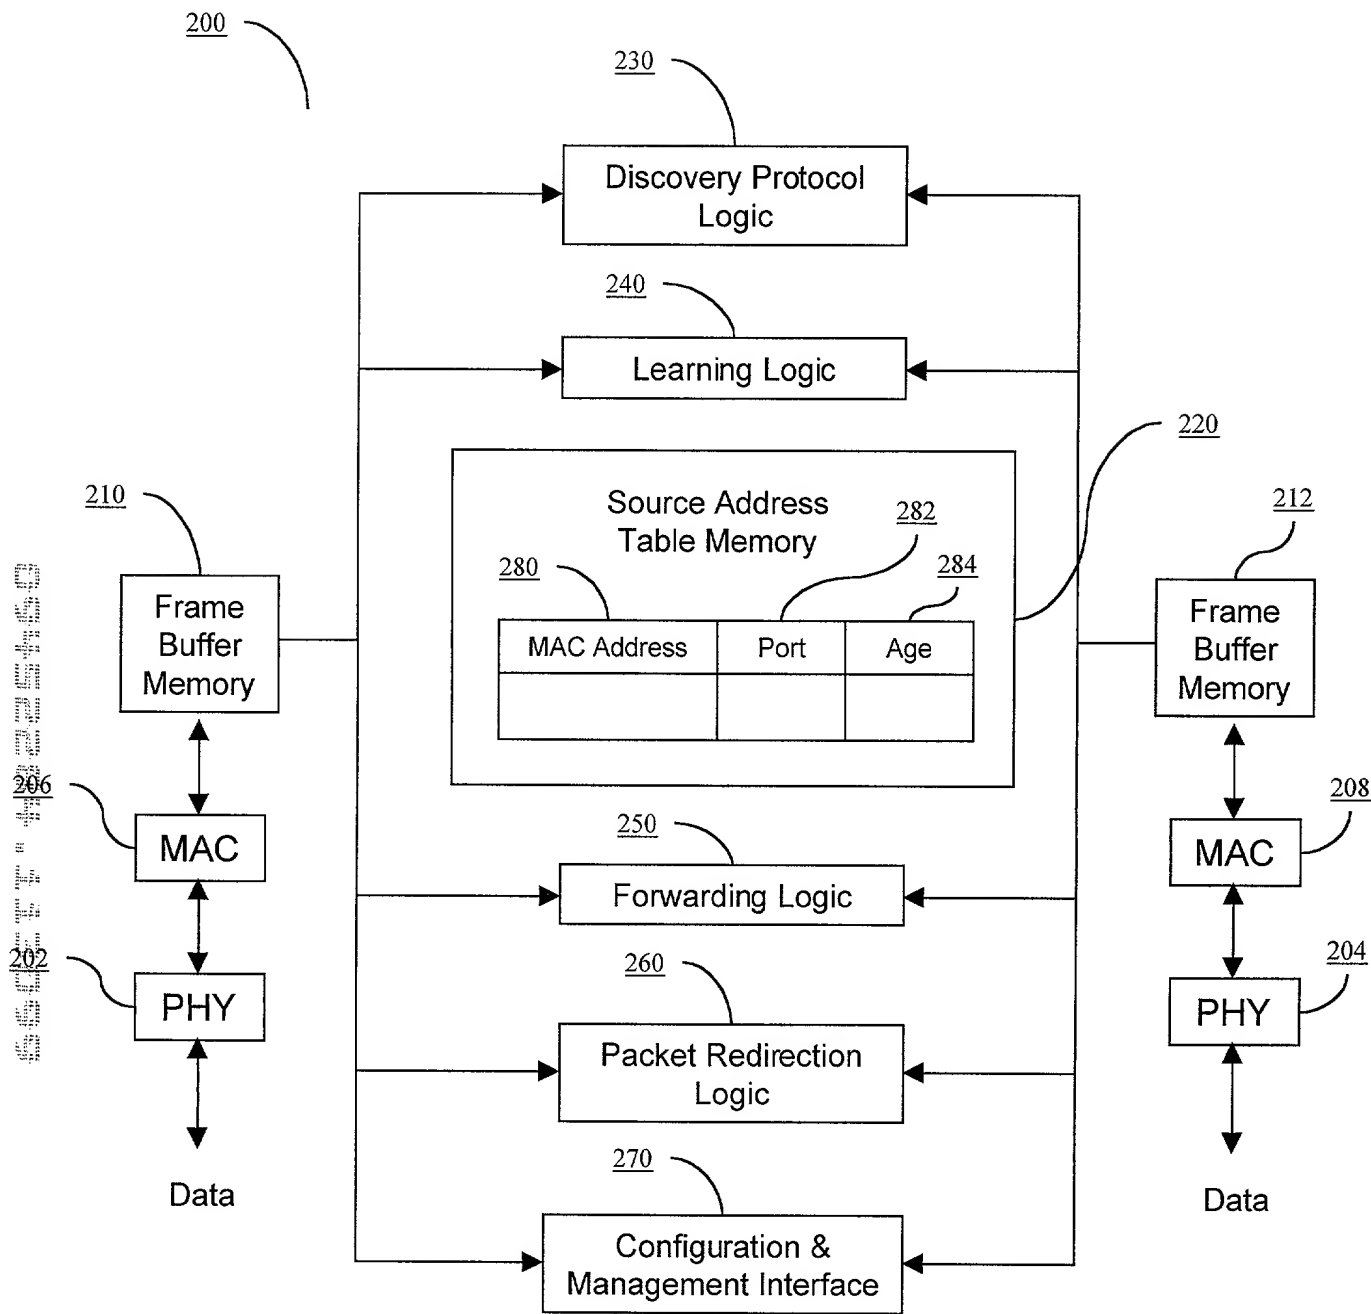 200
230
Discovery Protocol
Logic
240
Learning Logic
220
210
Frame
Buffer
Memory
Source Address
Table Memory
280
282
284
MAC Address
Port
Age
212
Frame
Buffer
Memory
206
MAC
208
MAC
250
Forwarding Logic
202
PHY
204
PHY
260
Packet Redirection
Logic
270
Configuration &
Management Interface
Data
Data